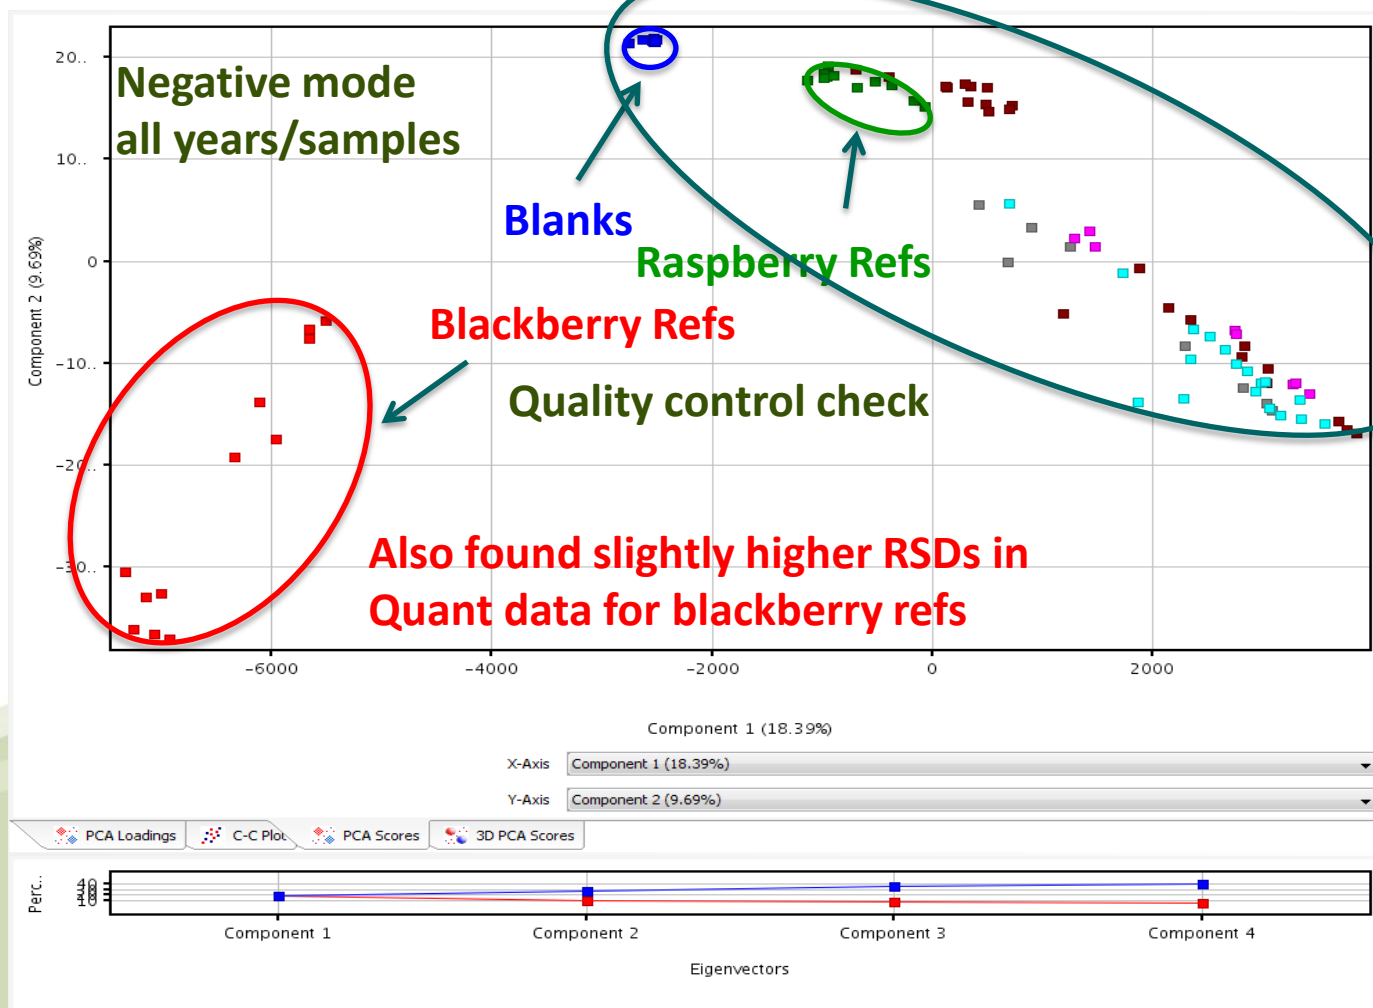 Negative mode
all years/samples
Blanks
Raspberry Refs
Blackberry Refs
Quality control check
Also found slightly higher RSDs in
Quant data for blackberry refs
Component 2 (9.69%)
20..
10..
0
-10..
-20..
-30..
-6000 -4000 -2000 0 2000
Component 1 (18.39%)
X-Axis Component 1 (18.39%)
Y-Axis Component 2 (9.69%)
PCA Loadings C-C Plot PCA Scores 3D PCA Scores
Perc..
40
10
Component 1 Component 2 Component 3 Component 4
Eigenvectors